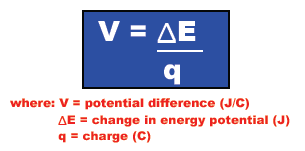 V = ΔE
q
where: V = potential difference (J/C)
ΔE = change in energy potential (J)
q = charge (C)